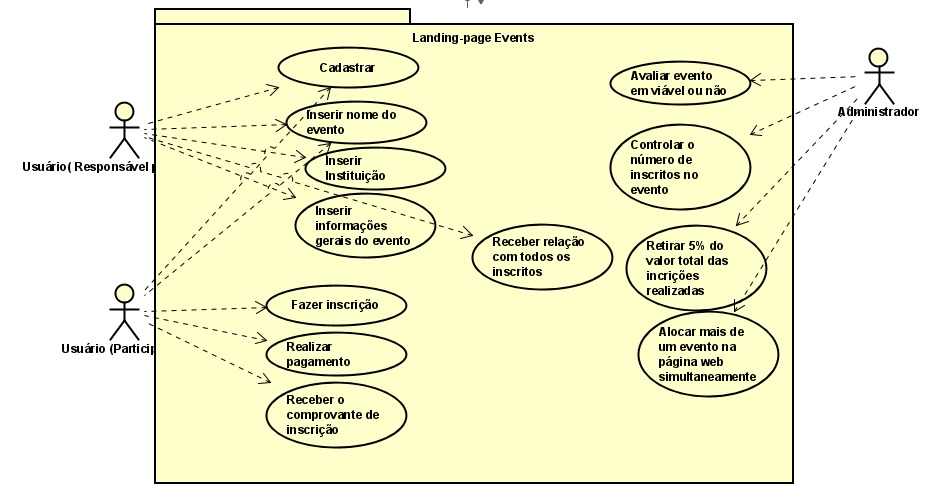 Landing-page Events
Cadastrar
Inserir nome do
evento
Inserir
Instituição
Inserir
informações
gerais do evento
Receber relação
com todos os
inscritos
Fazer inscrição
Realizar
pagamento
Receber o
comprovante de
inscrição
Avaliar evento
em viável ou não
Controlar o
número de
inscritos no
evento
Retirar 5% do
valor total das
incrições
realizadas
Alocar mais de
um evento na
página web
simultaneamente
Usuário( Responsável p
Usuário (Particip
Administrador